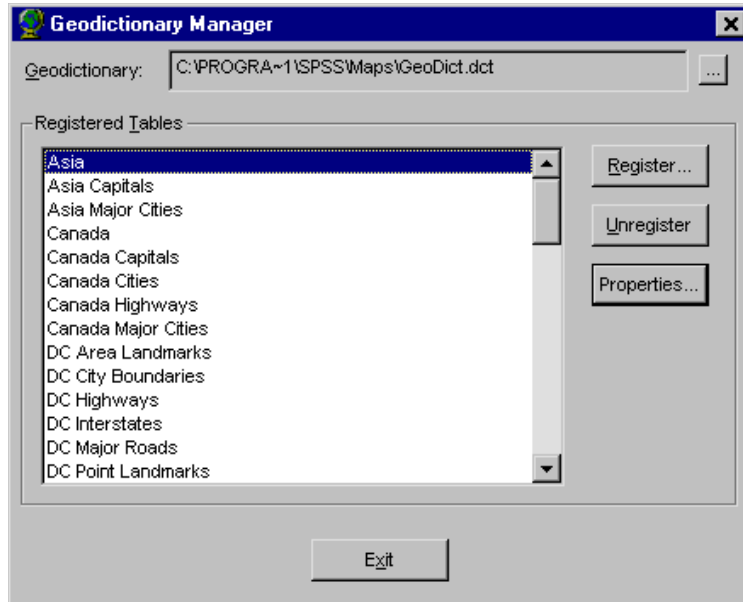 Geodictionary Manager
Geodictionary: C:\PROGRA~1\SPSS\Maps\GeoDict.dct ...
Registered Tables
Asia
Asia Capitals
Asia Major Cities
Canada
Canada Capitals
Canada Cities
Canada Highways
Canada Major Cities
DC Area Landmarks
DC City Boundaries
DC Highways
DC Interstates
DC Major Roads
DC Point Landmarks
Register...
Unregister
Properties...
Exit